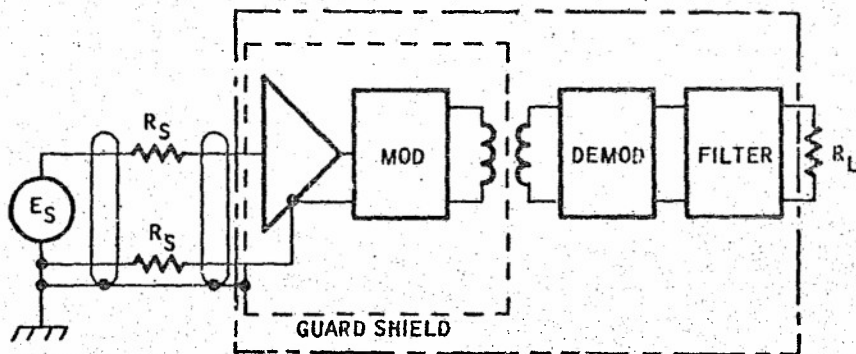 R_S
MOD
DEMOD
FILTER
R_L
E_S
R_S
GUARD SHIELD